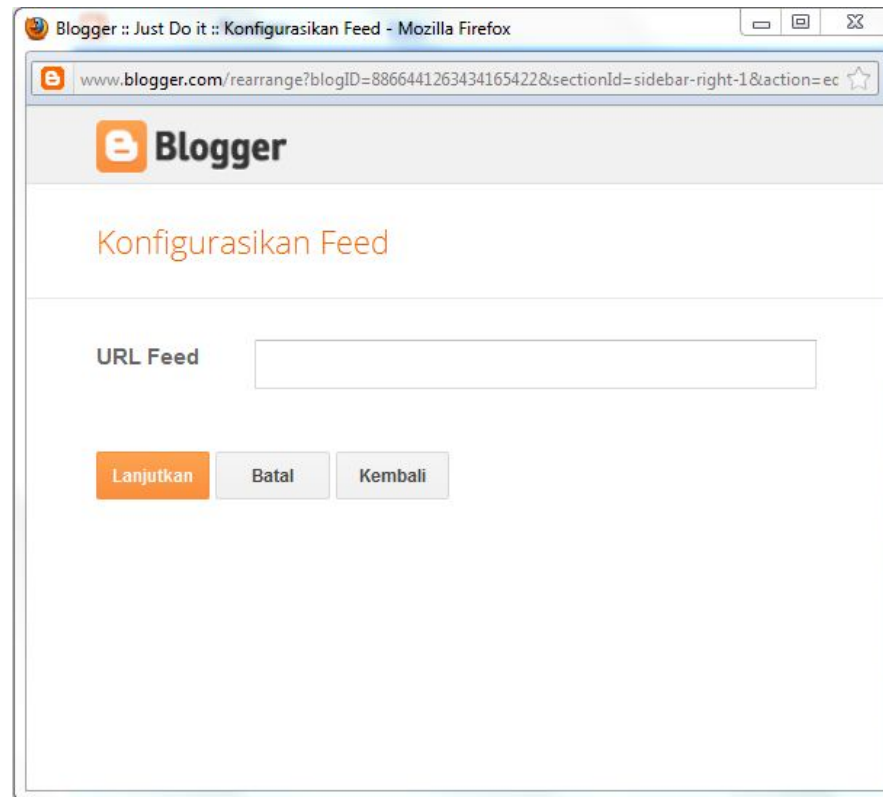 Blogger :: Just Do it :: Konfigurasikan Feed - Mozilla Firefox
www.blogger.com/rearrange?blogID=8866441263434165422&sectionId=sidebar-right-1&action=ec
Blogger
Konfigurasikan Feed
URL Feed
Lanjutkan Batal Kembali